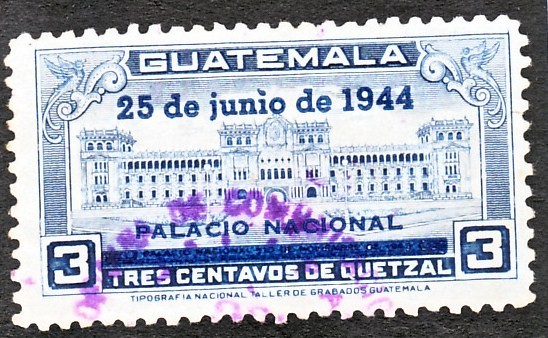 GUATEMALA
25 de junio de 1944
PALACIO NACIONAL
3 TRES CENTAVOS DE QUETZAL 3
TIPOGRAFIA NACIONAL TALLER DE GRABADOS GUATEMALA